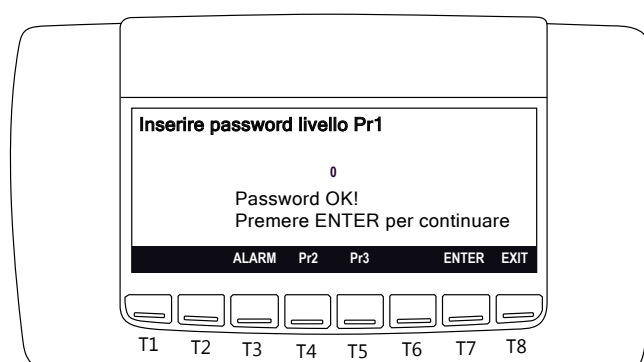 Inserire password livello Pr1
0
Password OK!
Premere ENTER per continuare
ALARM Pr2 Pr3 ENTER EXIT
T1 T2 T3 T4 T5 T6 T7 T8